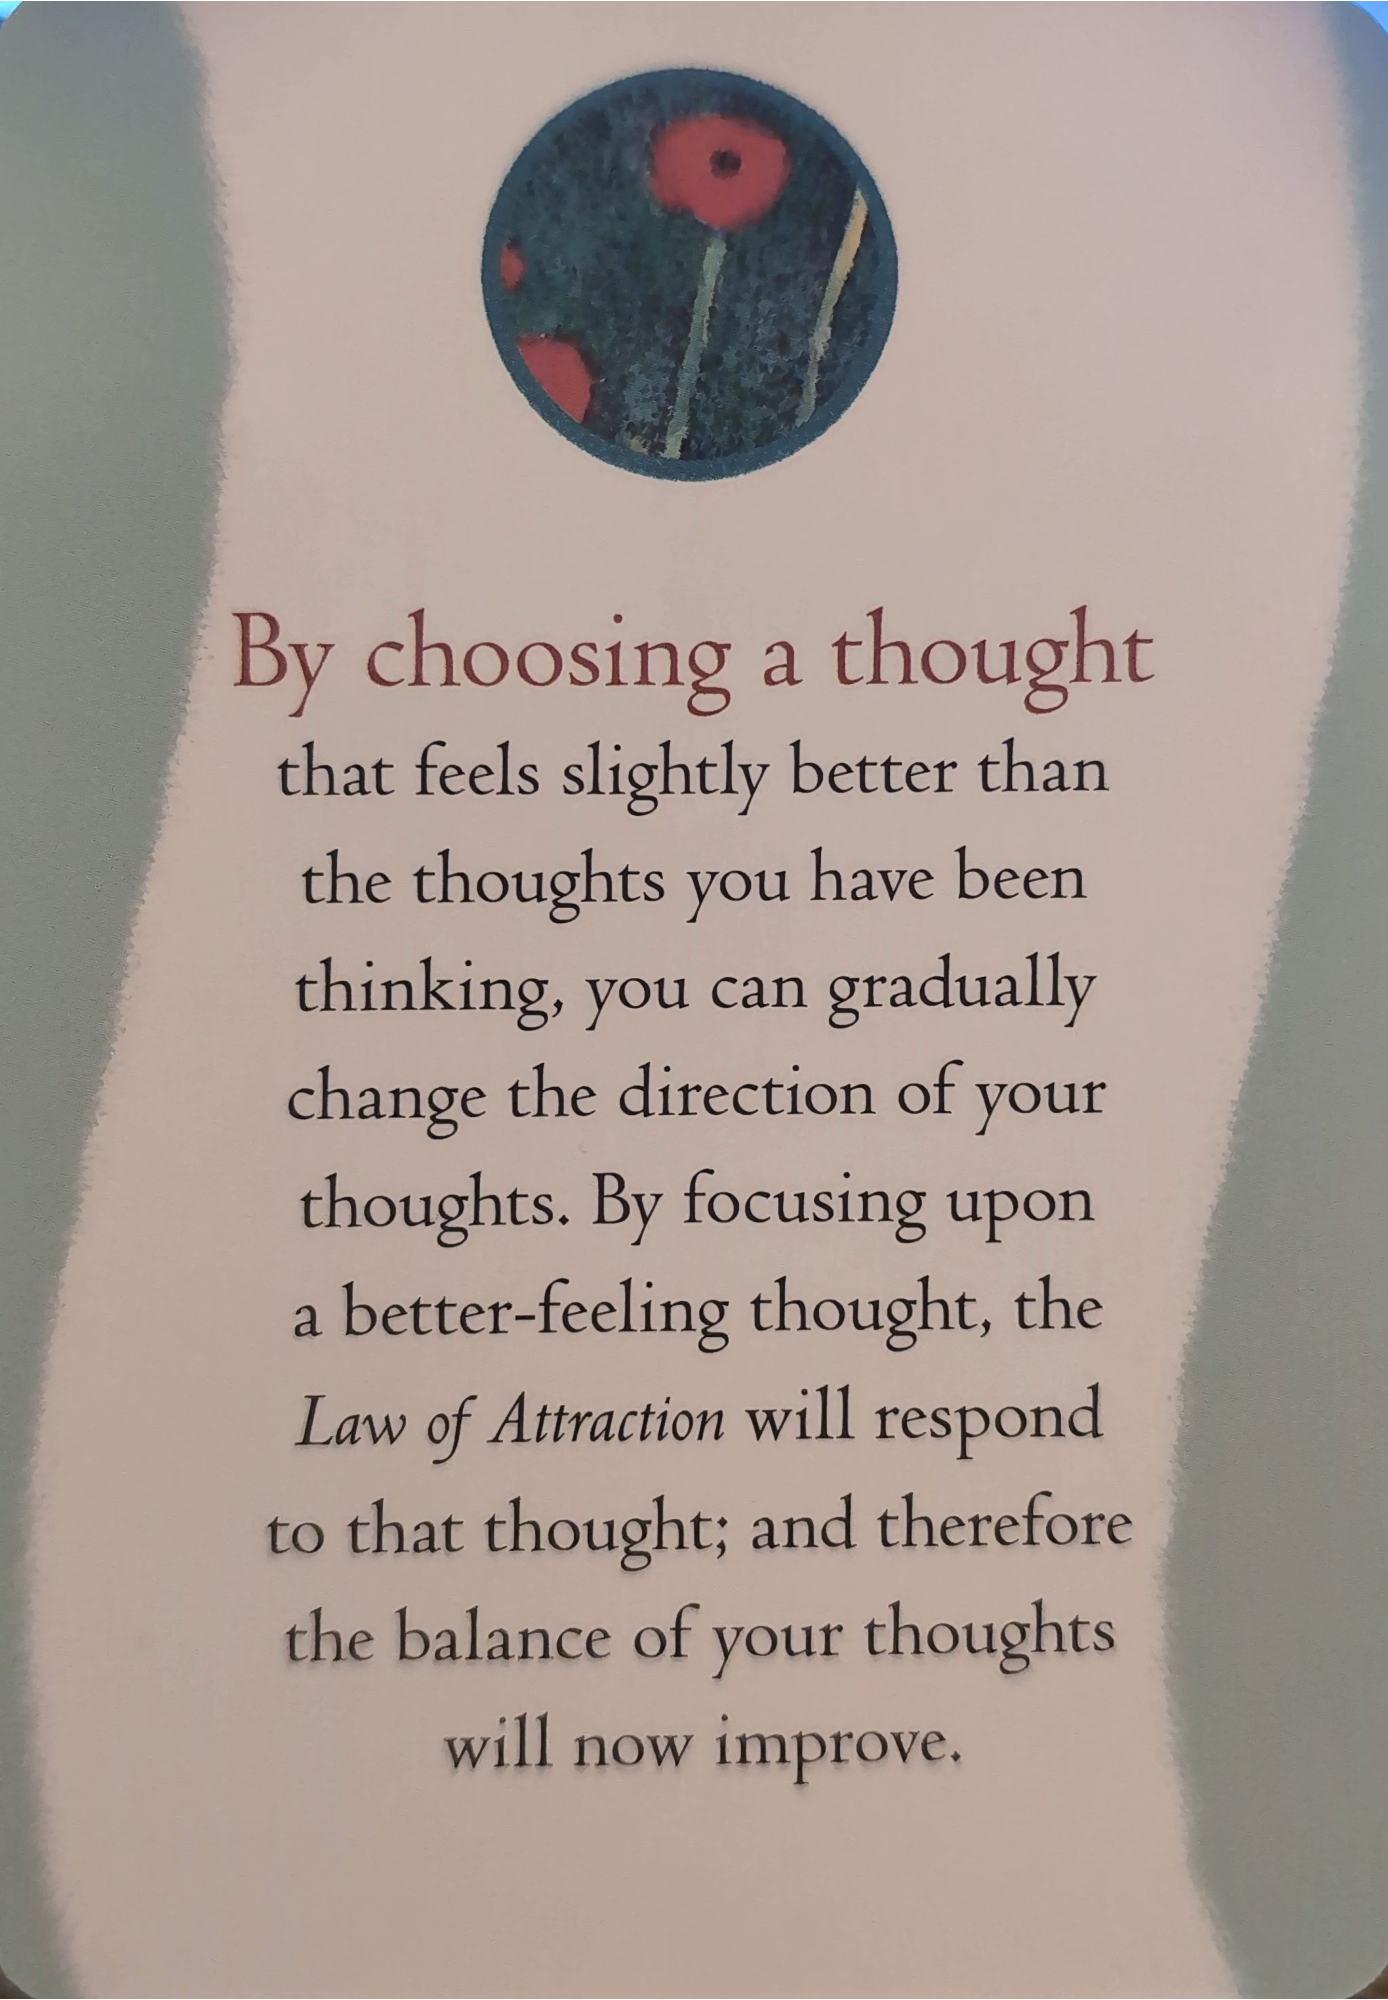 By choosing a thought
that feels slightly better than
the thoughts you have been
thinking, you can gradually
change the direction of your
thoughts. By focusing upon
a better-feeling thought, the
Law of Attraction will respond
to that thought; and therefore
the balance of your thoughts
will now improve.